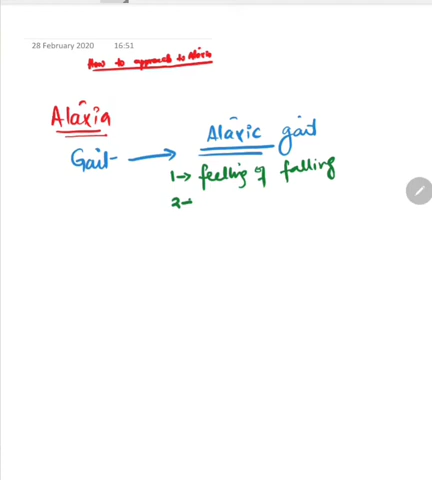 28 February 2020 16:51
How to approach to Ataxia
Ataxia
Gait → Ataxic gait
1→ feeling of falling
2→